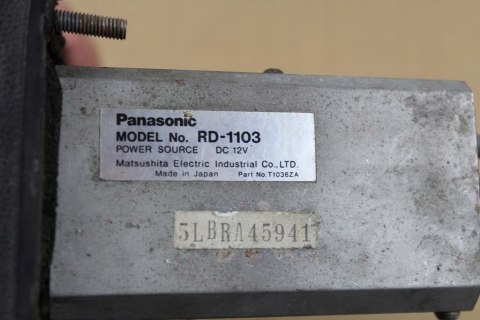 Panasonic
MODEL No. RD-1103
POWER SOURCE DC 12V
Matsushita Electric Industrial Co.,LTD.
Made in Japan Part No.T1036ZA
5LBRA45941